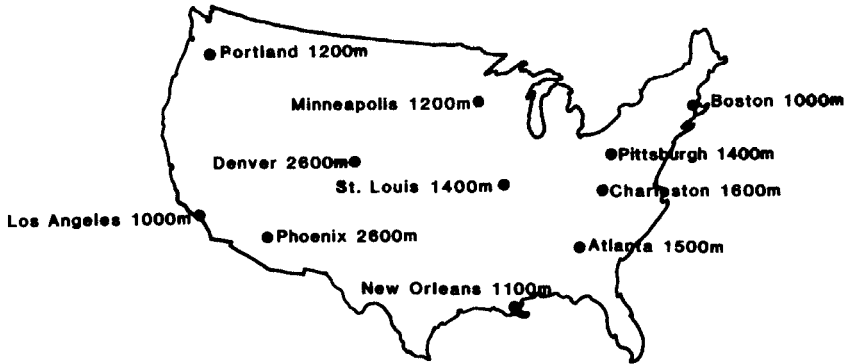 Portland 1200m
Minneapolis 1200m
Boston 1000m
Pittsburgh 1400m
Denver 2600m
St. Louis 1400m
Charleston 1600m
Los Angeles 1000m
Phoenix 2600m
Atlanta 1500m
New Orleans 1100m